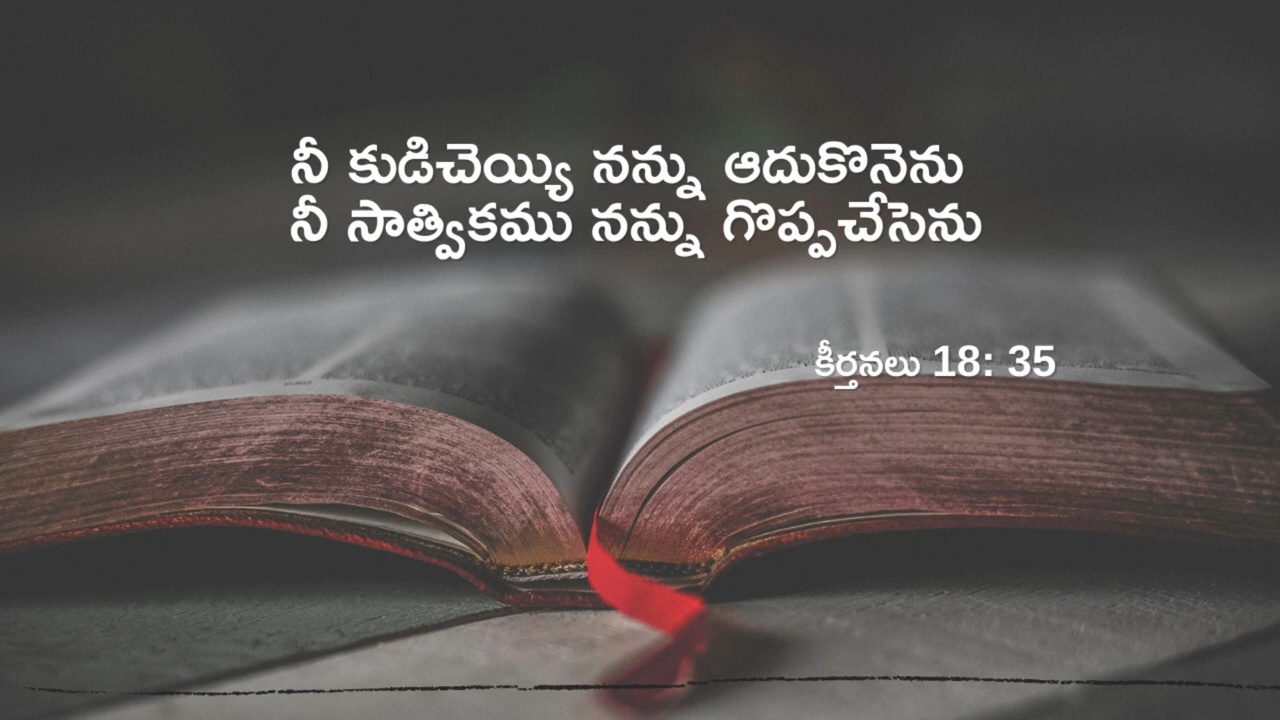 నీ కుడిచెయ్యి నన్ను ఆదుకొనెను
నీ సాత్వికము నన్ను గొప్పచేసెను
కీర్తనలు 18: 35